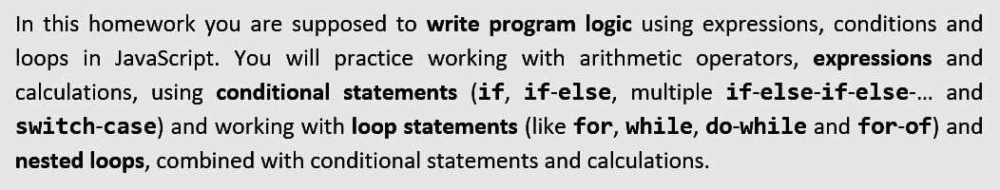 In this homework you are supposed to write program logic using expressions, conditions and
loops in JavaScript. You will practice working with arithmetic operators, expressions and
calculations, using conditional statements (if, if-else, multiple if-else-if-else-... and
switch-case) and working with loop statements (like for, while, do-while and for-of) and
nested loops, combined with conditional statements and calculations.